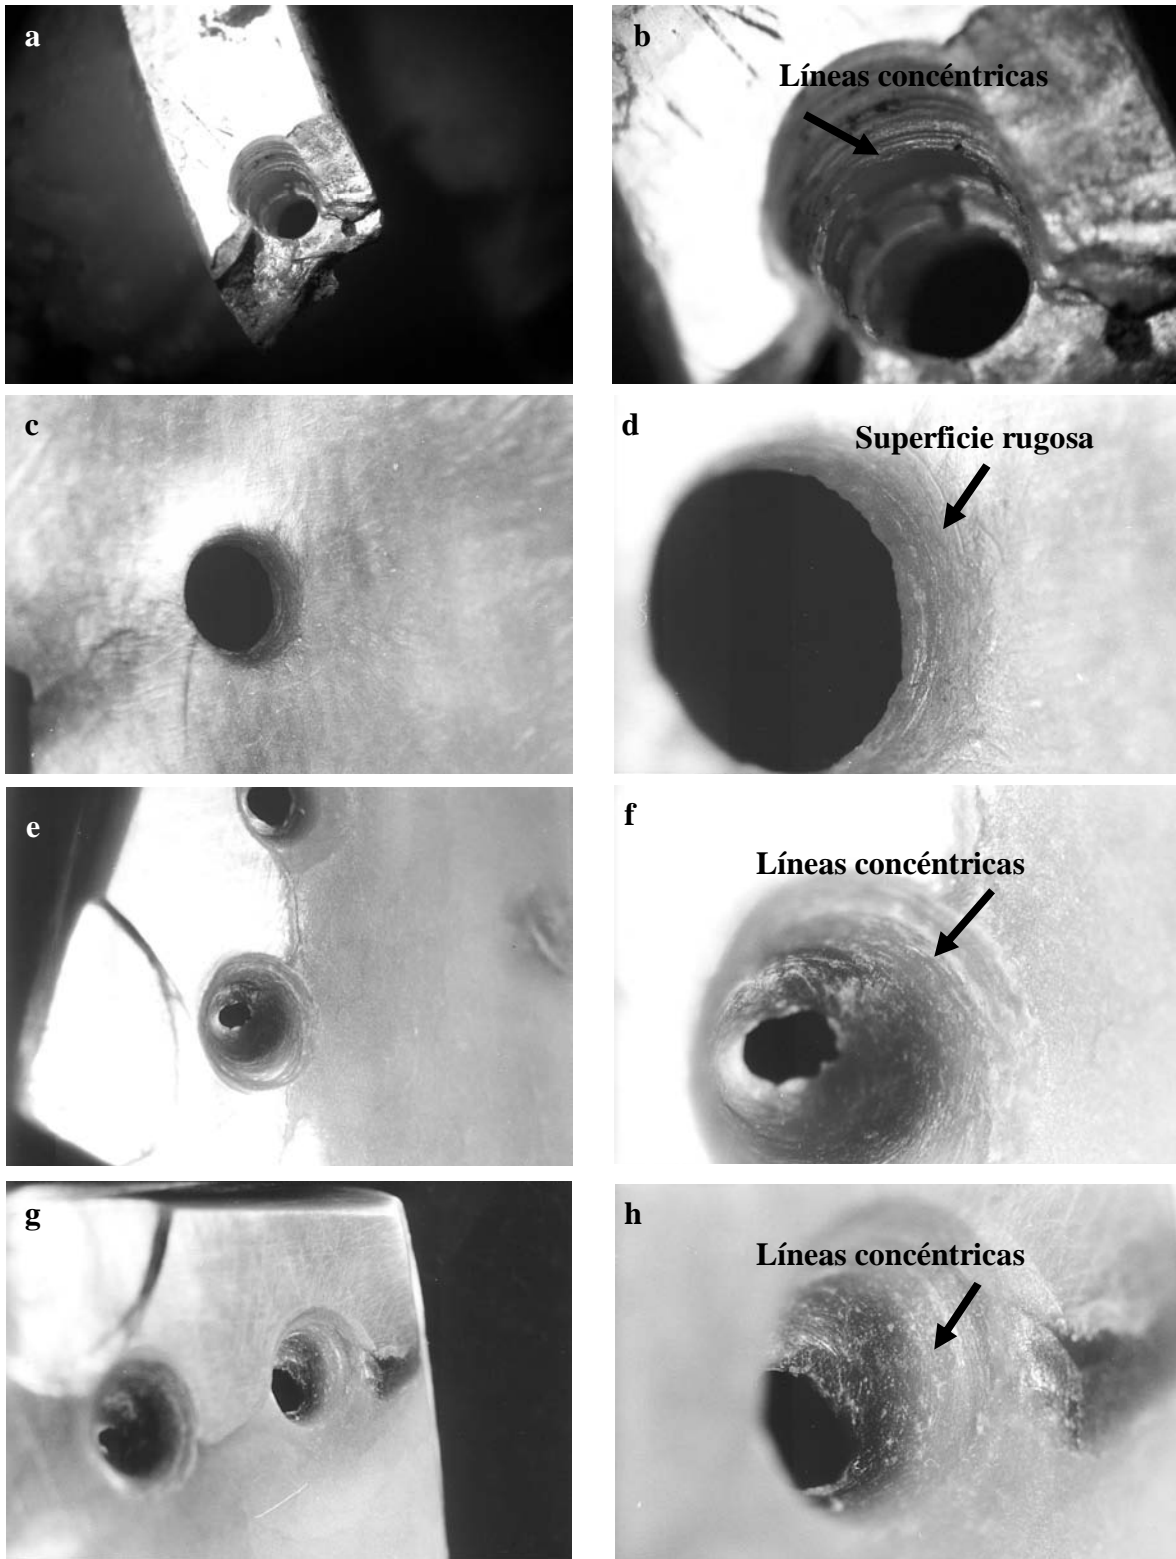 a
b
Líneas concéntricas
c
d
Superficie rugosa
e
f
Líneas concéntricas
g
h
Líneas concéntricas